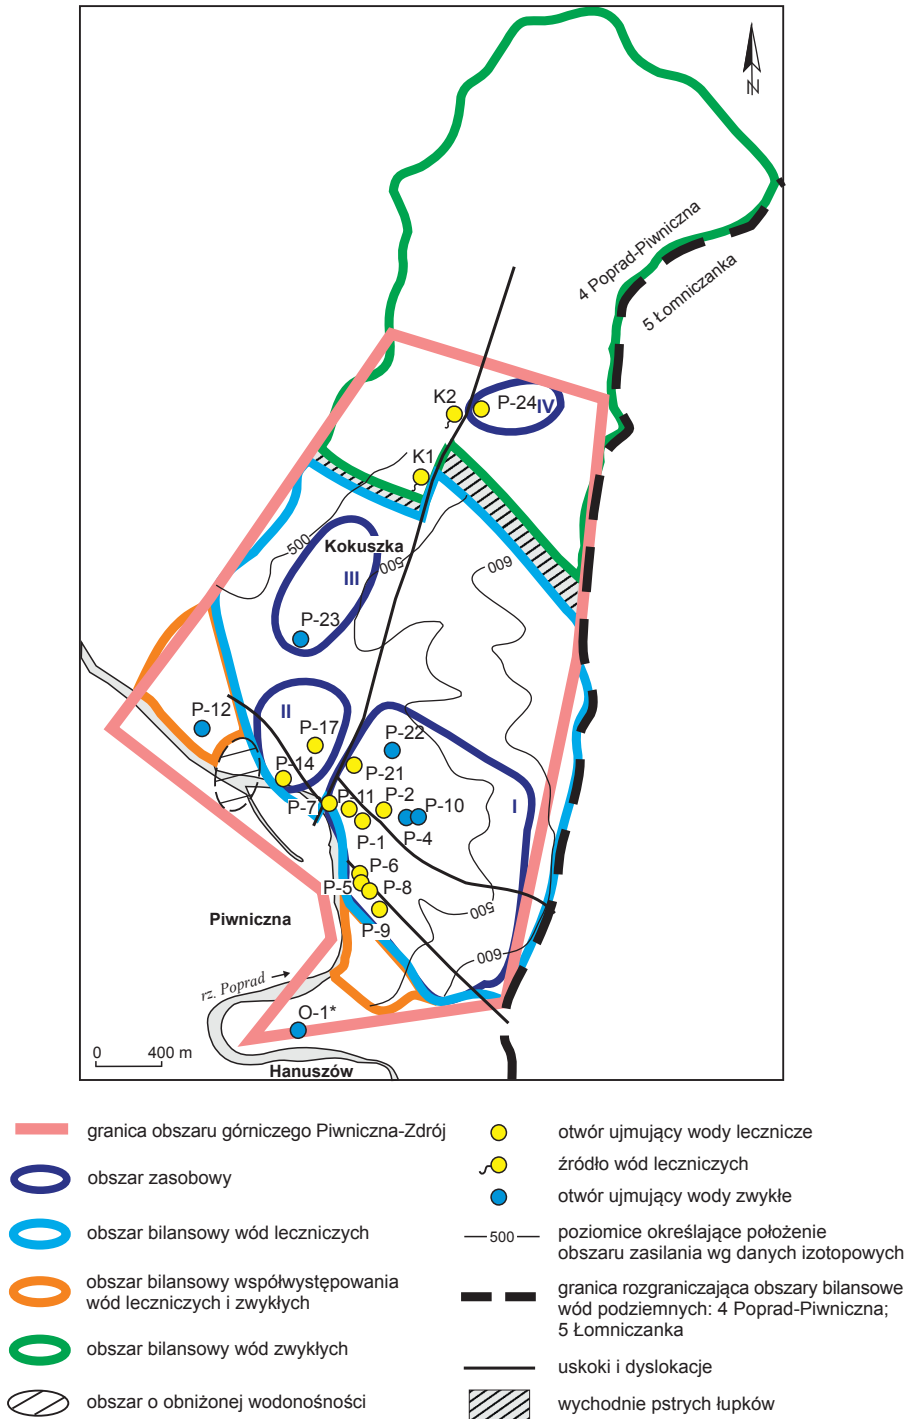 N
4 Poprad-Piwniczna
5 Łomniczanka
K2
P-24
IV
K1
500
Kokuszka
500
600
III
P-23
P-12
II
P-17
P-22
P-14
P-21
P-7
P-11
P-2
P-10
I
P-1
P-4
P-6
P-5
P-8
500
P-9
Piwniczna
600
rz. Poprad
O-1*
0 400 m
Hanuszów
granica obszaru górniczego Piwniczna-Zdrój
obszar zasobowy
obszar bilansowy wód leczniczych
obszar bilansowy współwystępowania
wód leczniczych i zwykłych
obszar bilansowy wód zwykłych
obszar o obniżonej wodonośności
otwór ujmujący wody lecznicze
źródło wód leczniczych
otwór ujmujący wody zwykłe
500
poziomice określające położenie
obszaru zasilania wg danych izotopowych
granica rozgraniczająca obszary bilansowe
wód podziemnych: 4 Poprad-Piwniczna;
5 Łomniczanka
uskoki i dyslokacje
wychodnie pstrych łupków